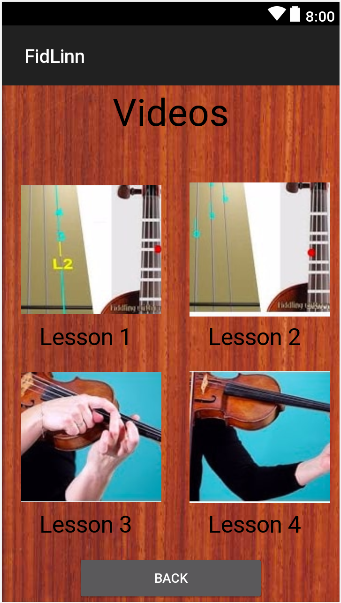 8:00
FidLinn
Videos
L2
Lesson 1
Lesson 2
Lesson 3
Lesson 4
BACK